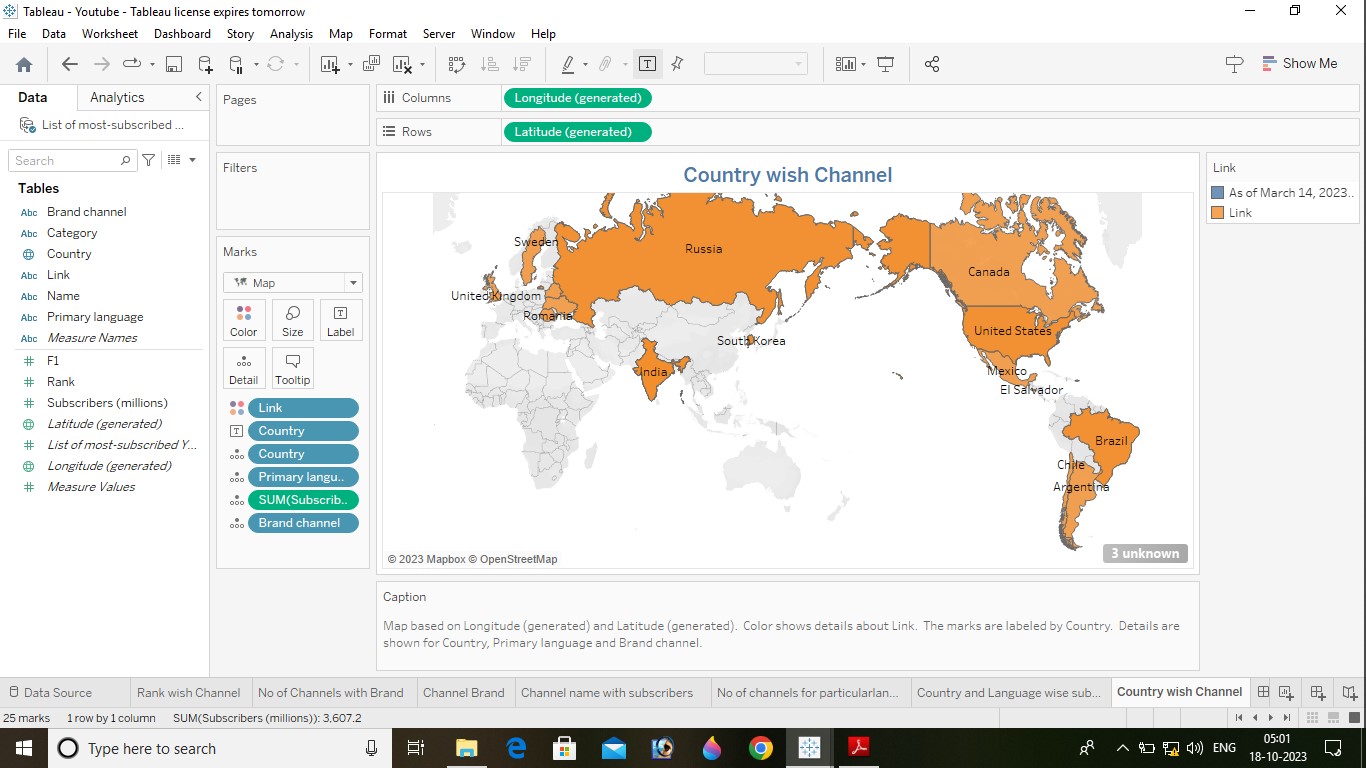 Tableau - Youtube - Tableau license expires tomorrow
File Data Worksheet Dashboard Story Analysis Map Format Server Window Help
Show Me
Data Analytics
List of most-subscribed ...
Search
Tables
Abc Brand channel
Abc Category
Country
Abc Link
Abc Name
Abc Primary language
Abc Measure Names
F1
Rank
Subscribers (millions)
Latitude (generated)
List of most-subscribed Y...
Longitude (generated)
Measure Values
Pages
Filters
Marks
Map
Color Size Label
Detail Tooltip
Link
Country
Country
Primary langu..
SUM(Subscrib..
Brand channel
Columns Longitude (generated)
Rows Latitude (generated)
Country wish Channel
Sweden
Russia
Canada
United Kingdom
Romania
United States
South Korea
India
Mexico
El Salvador
Brazil
Chile
Argentina
© 2023 Mapbox © OpenStreetMap
3 unknown
Link
As of March 14, 2023..
Link
Caption
Map based on Longitude (generated) and Latitude (generated). Color shows details about Link. The marks are labeled by Country. Details are
shown for Country, Primary language and Brand channel.
Data Source Rank wish Channel No of Channels with Brand Channel Brand Channel name with subscribers No of channels for particularlan... Country and Language wise sub... Country wish Channel
25 marks 1 row by 1 column SUM(Subscribers (millions)): 3,607.2
Type here to search
ENG
05:01
18-10-2023